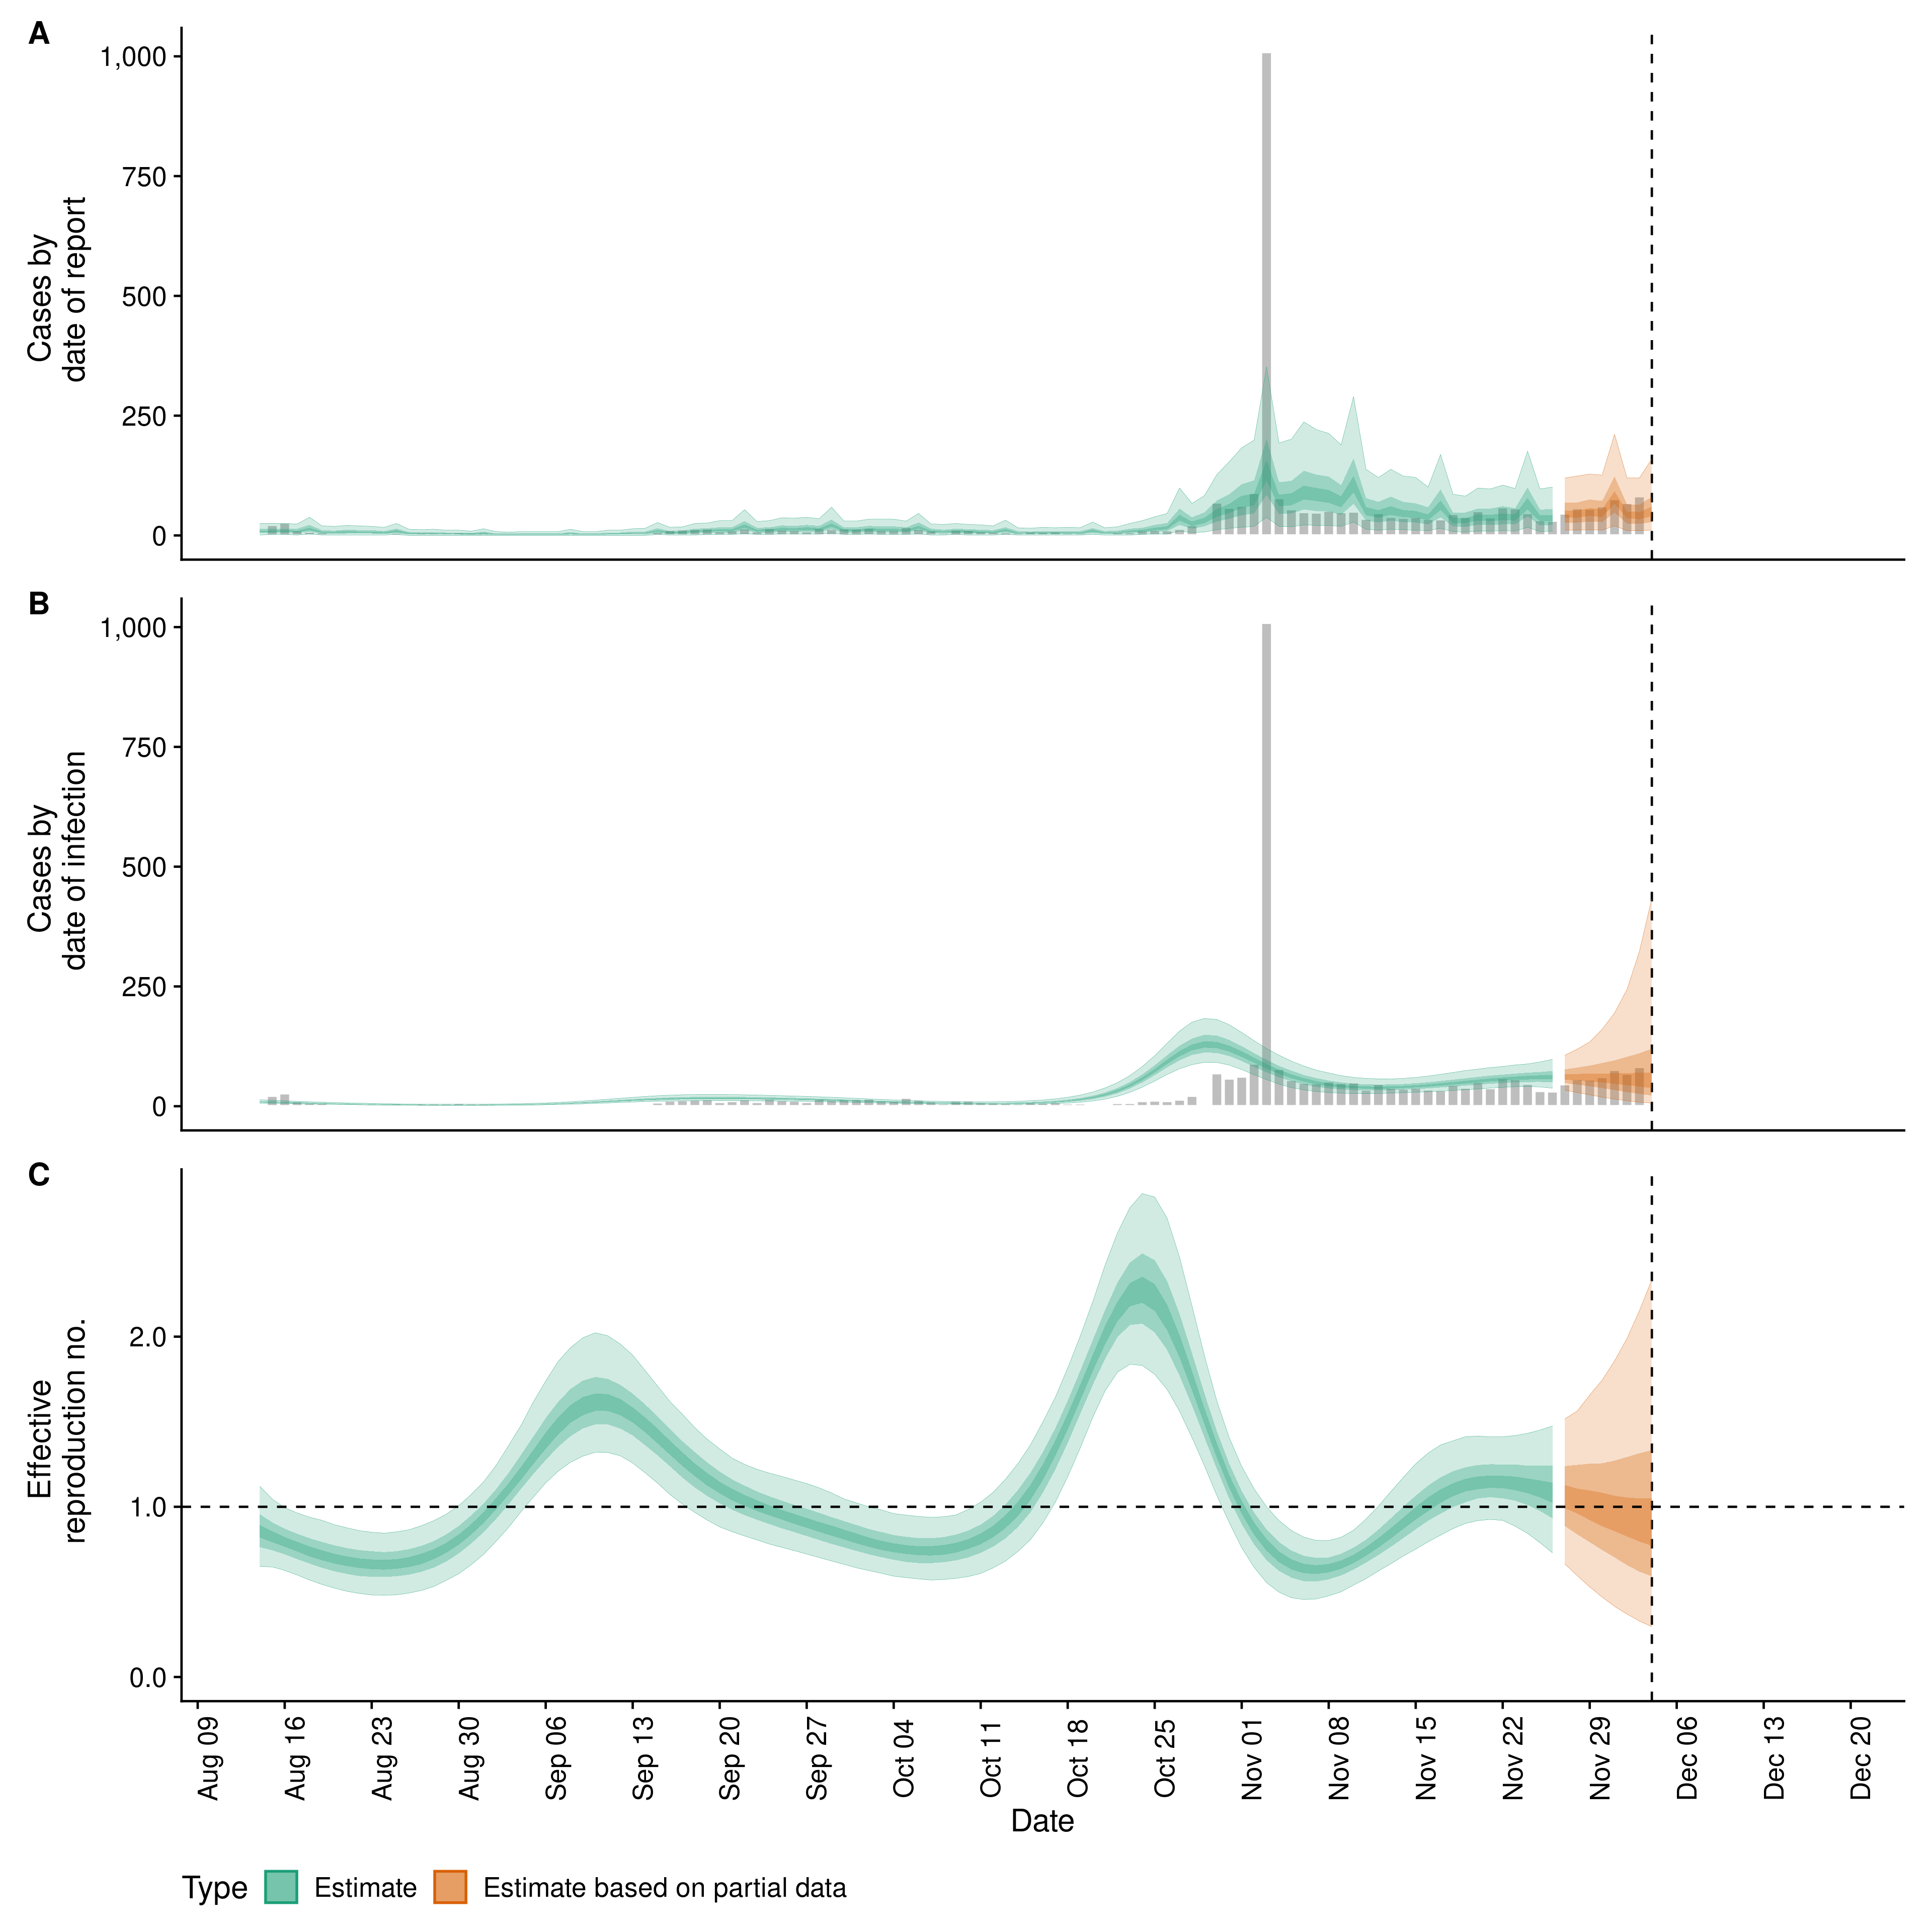 A
Cases by
date of report
1,000
750
500
250
0
B
Cases by
date of infection
1,000
750
500
250
0
C
Effective
reproduction no.
2.0
1.0
0.0
Aug 09
Aug 16
Aug 23
Aug 30
Sep 06
Sep 13
Sep 20
Sep 27
Oct 04
Oct 11
Oct 18
Oct 25
Nov 01
Nov 08
Nov 15
Nov 22
Nov 29
Dec 06
Dec 13
Dec 20
Date
Type Estimate Estimate based on partial data